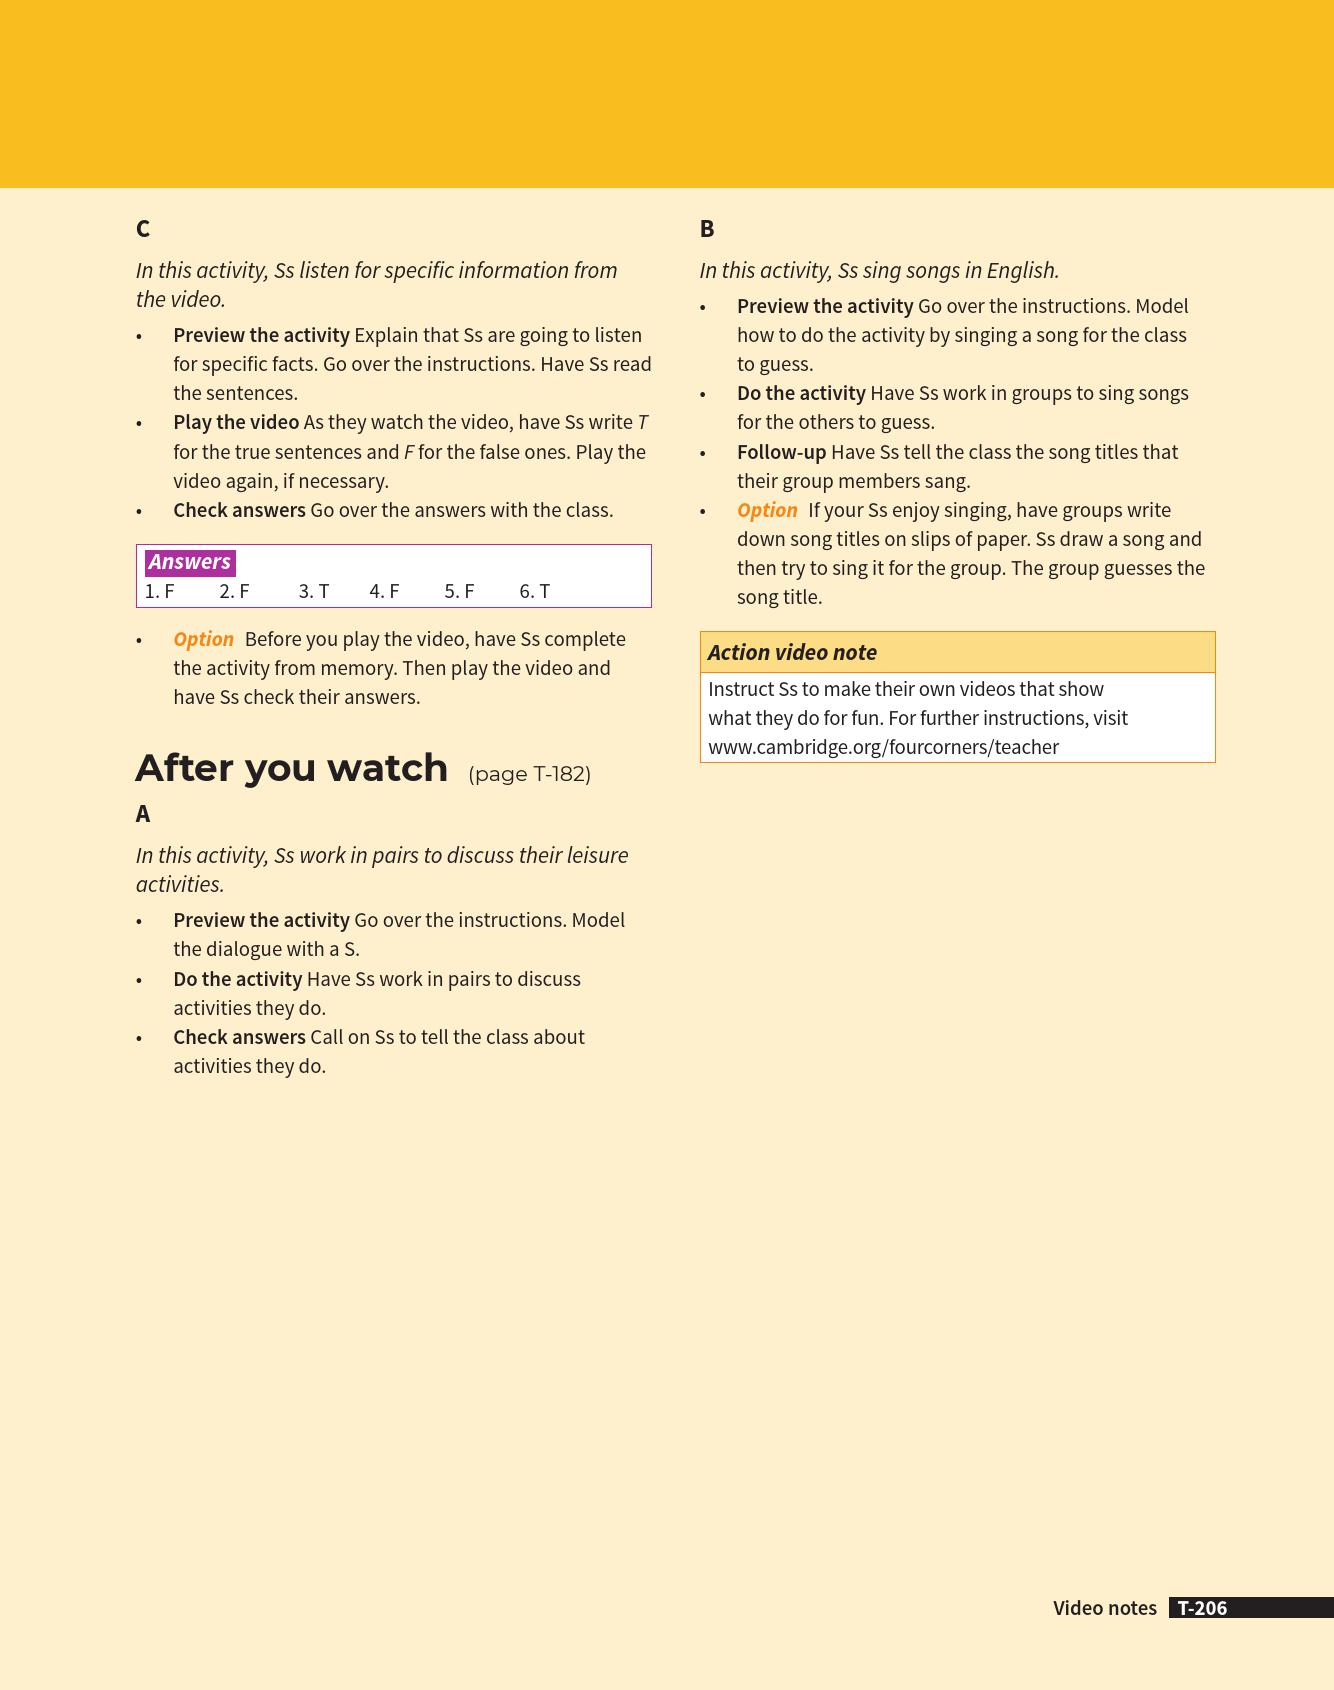 C
In this activity, Ss listen for specific information from
the video.
• Preview the activity Explain that Ss are going to listen
for specific facts. Go over the instructions. Have Ss read
the sentences.
• Play the video As they watch the video, have Ss write T
for the true sentences and F for the false ones. Play the
video again, if necessary.
• Check answers Go over the answers with the class.
Answers
1. F 2. F 3. T 4. F 5. F 6. T
• Option Before you play the video, have Ss complete
the activity from memory. Then play the video and
have Ss check their answers.
After you watch (page T-182)
A
In this activity, Ss work in pairs to discuss their leisure
activities.
• Preview the activity Go over the instructions. Model
the dialogue with a S.
• Do the activity Have Ss work in pairs to discuss
activities they do.
• Check answers Call on Ss to tell the class about
activities they do.
B
In this activity, Ss sing songs in English.
• Preview the activity Go over the instructions. Model
how to do the activity by singing a song for the class
to guess.
• Do the activity Have Ss work in groups to sing songs
for the others to guess.
• Follow-up Have Ss tell the class the song titles that
their group members sang.
• Option If your Ss enjoy singing, have groups write
down song titles on slips of paper. Ss draw a song and
then try to sing it for the group. The group guesses the
song title.
Action video note
Instruct Ss to make their own videos that show
what they do for fun. For further instructions, visit
www.cambridge.org/fourcorners/teacher
Video notes T-206